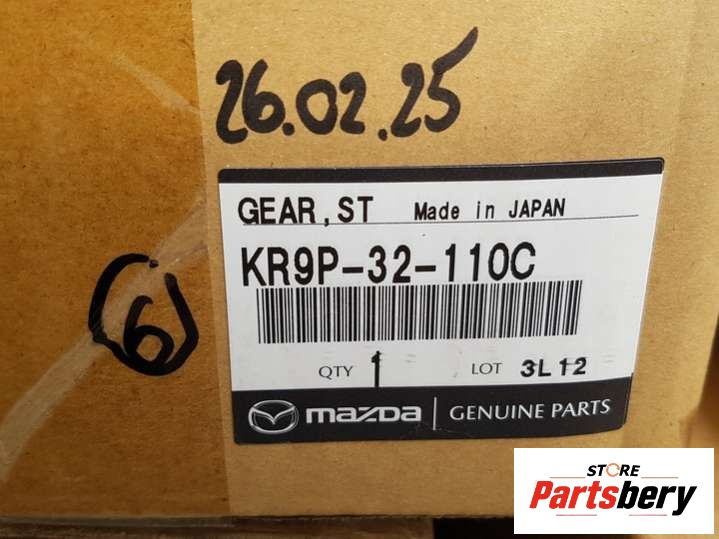 26.02.25
GEAR, ST Made in JAPAN
KR9P-32-110C
(6)
QTY 1 LOT 3L12
mazda GENUINE PARTS
STORE
Partsbery